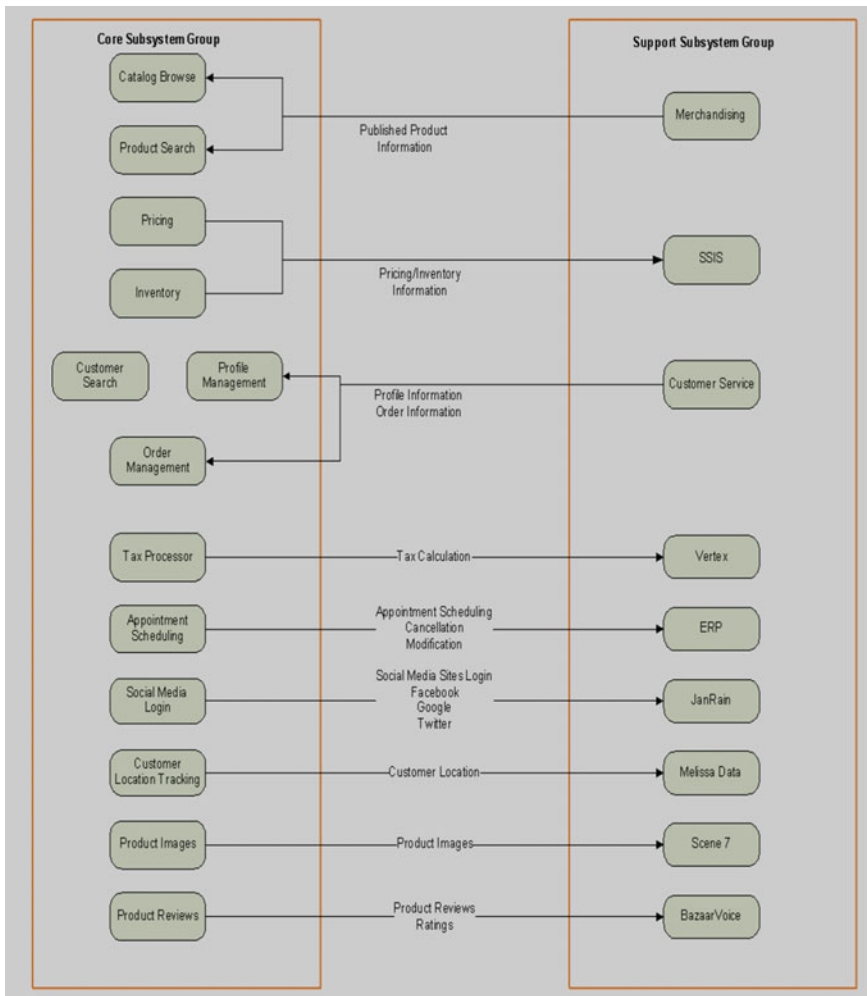 Core Subsystem Group
Support Subsystem Group
Catalog Browse
Merchandising
Published Product
Information
Product Search
Pricing
SSIS
Pricing/Inventory
Information
Inventory
Customer
Search
Profile
Management
Customer Service
Profile Information
Order Information
Order
Management
Tax Processor
Tax Calculation
Vertex
Appointment
Scheduling
Appointment Scheduling
Cancellation
Modification
ERP
Social Media
Login
Social Media Sites Login
Facebook
Google
Twitter
JanRain
Customer
Location Tracking
Customer Location
Melissa Data
Product Images
Product Images
Scene 7
Product Reviews
Product Reviews
Ratings
BazaarVoice